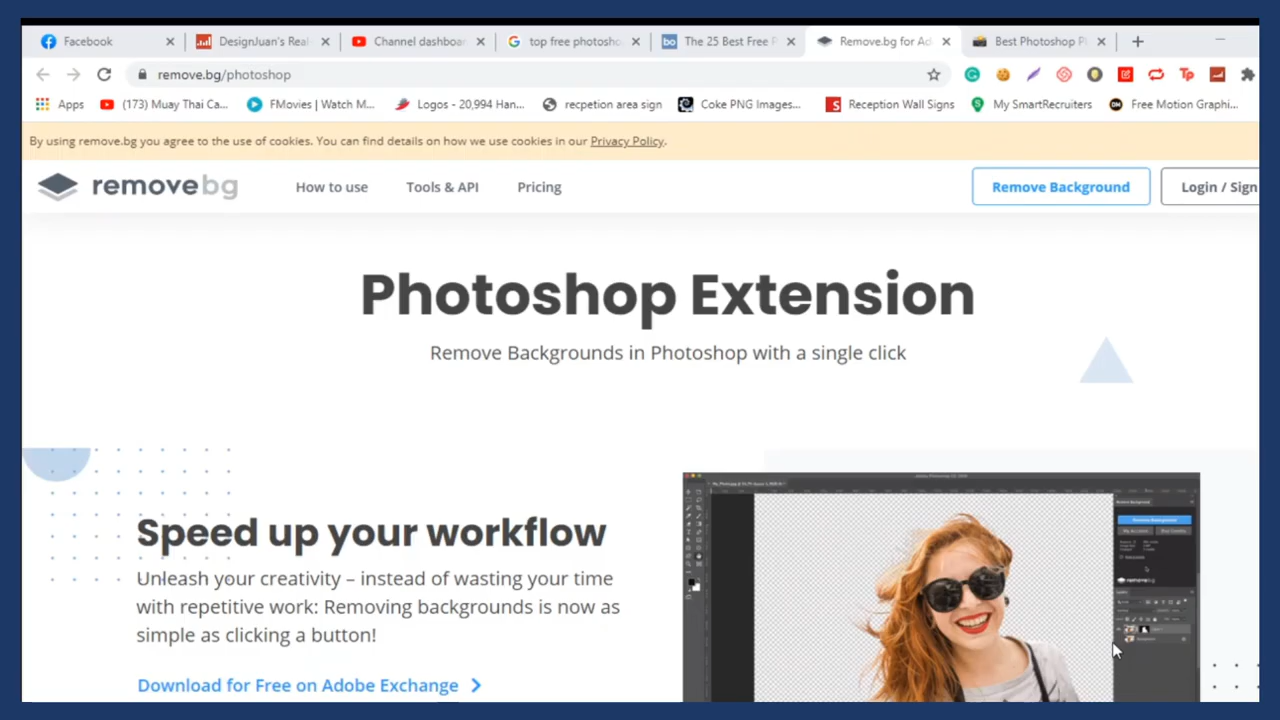 Facebook
DesignJuan's Real
Channel dashboa
top free photosho
The 25 Best Free P
Remove.bg for Ad
Best Photoshop Pl
remove.bg/photoshop
Apps
(173) Muay Thai Ca...
FMovies | Watch M...
Logos - 20,994 Han...
recpetion area sign
Coke PNG Images...
Reception Wall Signs
My SmartRecruiters
Free Motion Graphi...
By using remove.bg you agree to the use of cookies. You can find details on how we use cookies in our Privacy Policy.
removebg
How to use
Tools & API
Pricing
Remove Background
Login / Sign
Photoshop Extension
Remove Backgrounds in Photoshop with a single click
Speed up your workflow
Unleash your creativity – instead of wasting your time
with repetitive work: Removing backgrounds is now as
simple as clicking a button!
Download for Free on Adobe Exchange